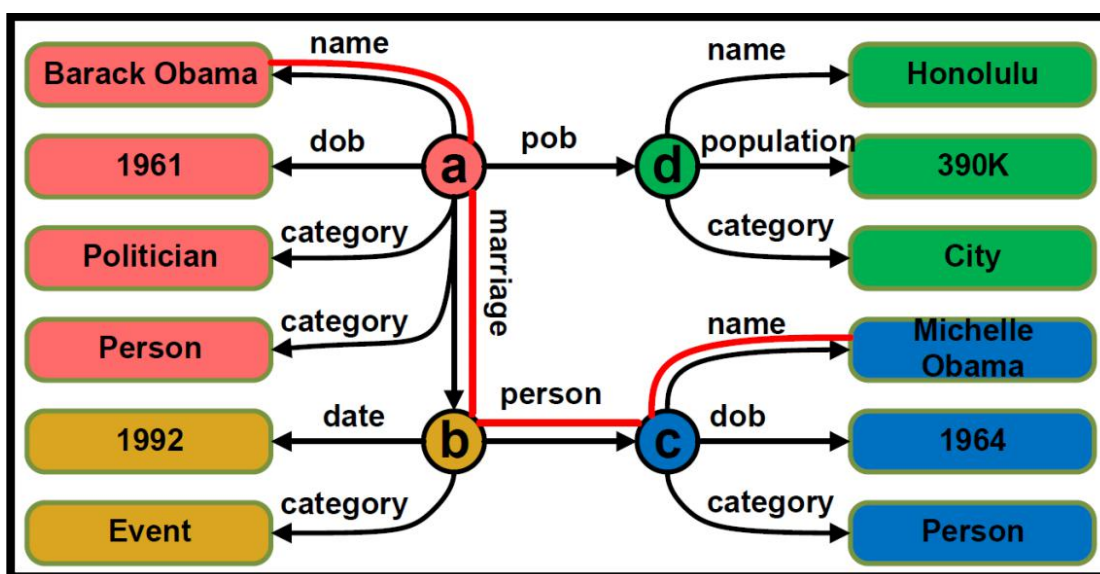 name
name
Barack Obama
Honolulu
dob
pob
population
1961
a
d
390K
category
marriage
category
Politician
City
category
name
Person
Michelle
Obama
person
date
dob
1992
b
c
1964
category
category
Event
Person